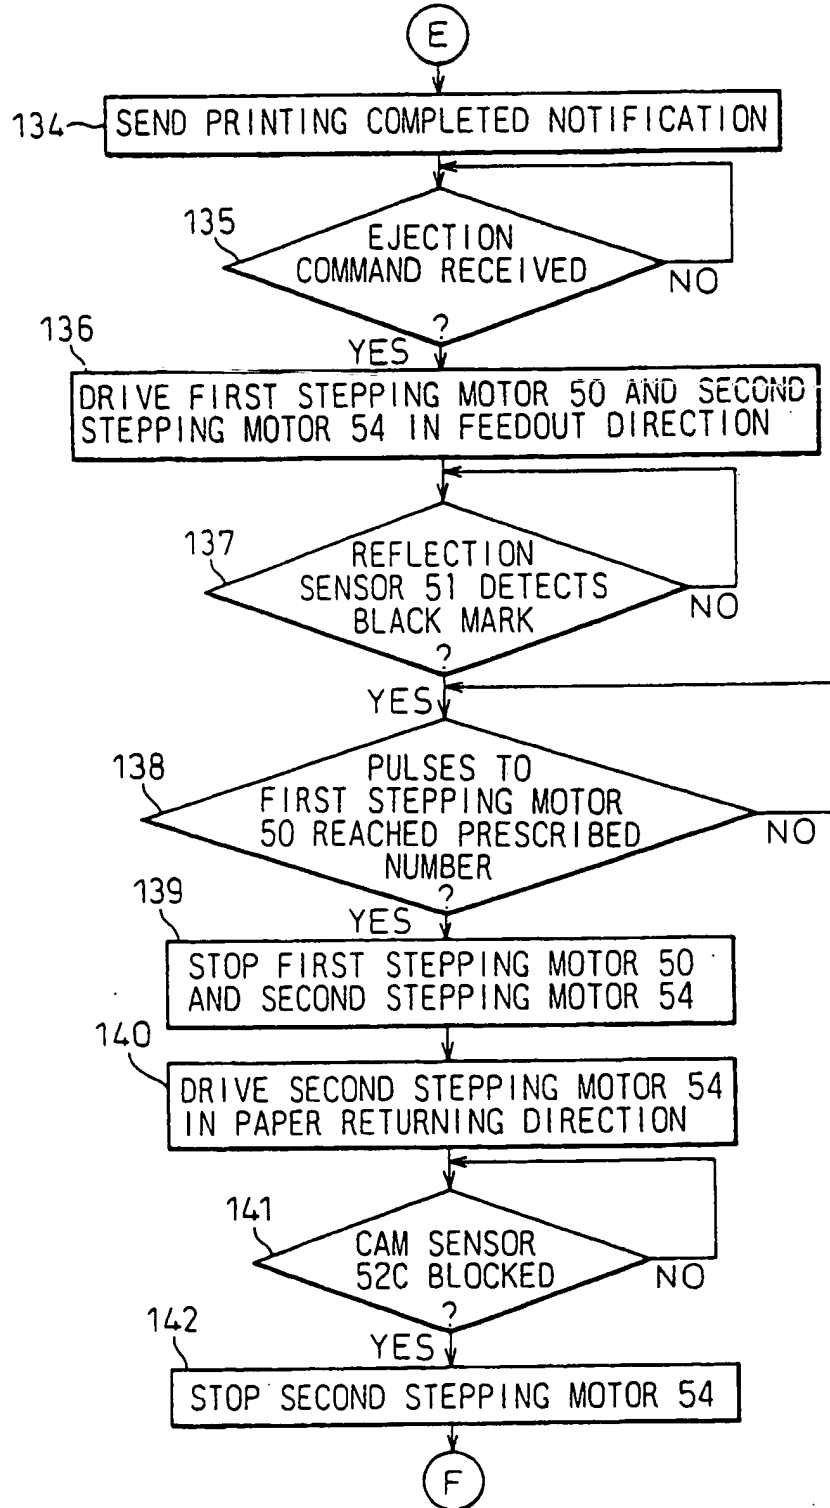 E
134
SEND PRINTING COMPLETED NOTIFICATION
135
EJECTION
COMMAND RECEIVED
?
NO
YES
136
DRIVE FIRST STEPPING MOTOR 50 AND SECOND
STEPPING MOTOR 54 IN FEEDOUT DIRECTION
137
REFLECTION
SENSOR 51 DETECTS
BLACK MARK
?
NO
YES
138
PULSES TO
FIRST STEPPING MOTOR
50 REACHED PRESCRIBED
NUMBER
?
NO
YES
139
STOP FIRST STEPPING MOTOR 50
AND SECOND STEPPING MOTOR 54
140
DRIVE SECOND STEPPING MOTOR 54
IN PAPER RETURNING DIRECTION
141
CAM SENSOR
52C BLOCKED
?
NO
YES
142
STOP SECOND STEPPING MOTOR 54
F